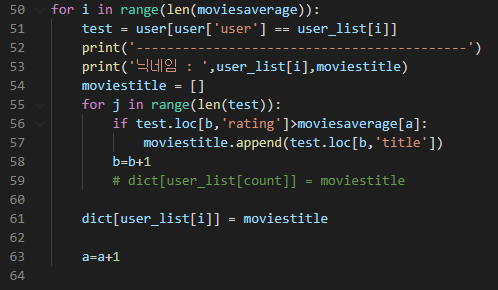 50 for i in range(len(moviesaverage)):
51     test = user[user['user'] == user_list[i]]
52     print('-------------------------------------------')
53     print('닉네임 : ',user_list[i],movietitle)
54     moviestitle = []
55     for j in range(len(test)):
56         if test.loc[b,'rating']>moviesaverage[a]:
57             moviestitle.append(test.loc[b,'title'])
58         b=b+1
59         # dict[user_list[count]] = moviestitle
60
61     dict[user_list[i]] = moviestitle
62
63     a=a+1
64